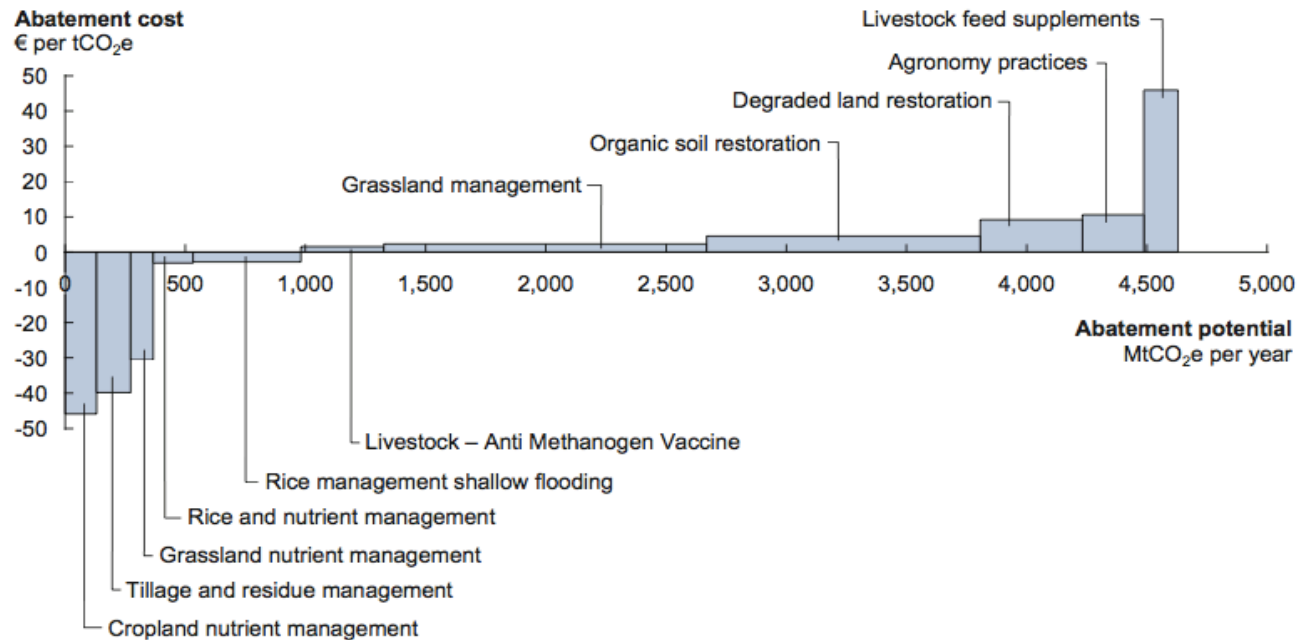 Abatement cost
€ per tCO₂e
Livestock feed supplements
Agronomy practices
Degraded land restoration
Organic soil restoration
Grassland management
50
40
30
20
10
0
-10
-20
-30
-40
-50
0 500 1,000 1,500 2,000 2,500 3,000 3,500 4,000 4,500 5,000
Abatement potential
MtCO₂e per year
Livestock – Anti Methanogen Vaccine
Rice management shallow flooding
Rice and nutrient management
Grassland nutrient management
Tillage and residue management
Cropland nutrient management